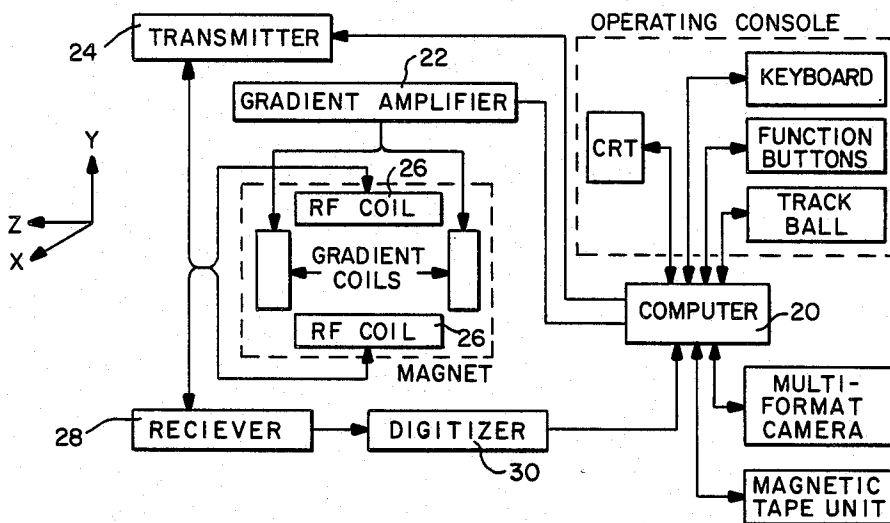 OPERATING CONSOLE
24
TRANSMITTER
22
GRADIENT AMPLIFIER
KEYBOARD
CRT
FUNCTION
BUTTONS
TRACK
BALL
Y
Z
X
26
RF COIL
GRADIENT
COILS
RF COIL
26
MAGNET
COMPUTER
20
28
RECIEVER
DIGITIZER
30
MULTI-
FORMAT
CAMERA
MAGNETIC
TAPE UNIT